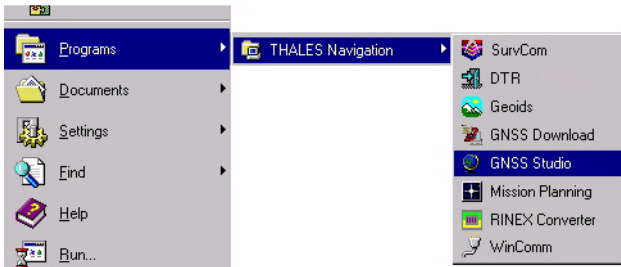 Programs
Documents
Settings
Find
Help
Run...
THALES Navigation
SurvCom
DTR
Geoids
GNSS Download
GNSS Studio
Mission Planning
RINEX Converter
WinComm